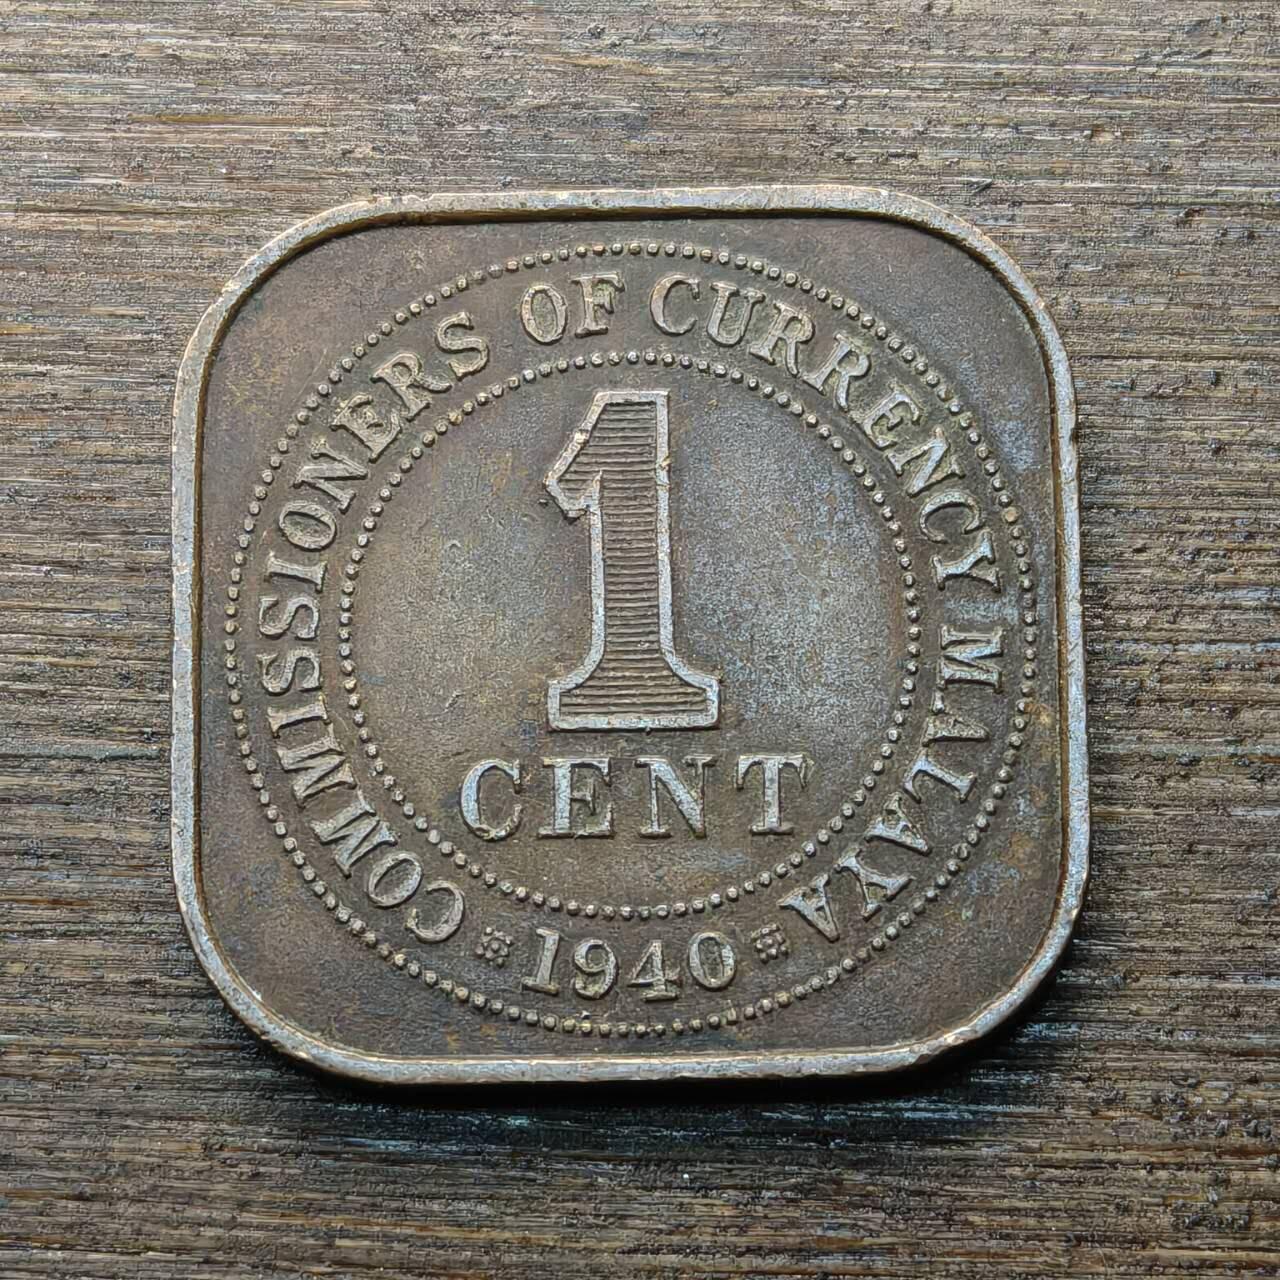 COMMISSIONERS OF CURRENCY MALAYA
1
CENT
1940